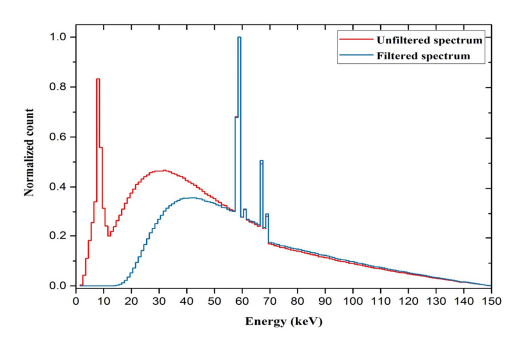 Unfiltered spectrum
Filtered spectrum
Normalized count
1.0
0.8
0.6
0.4
0.2
0.0
0 10 20 30 40 50 60 70 80 90 100 110 120 130 140 150
Energy (keV)